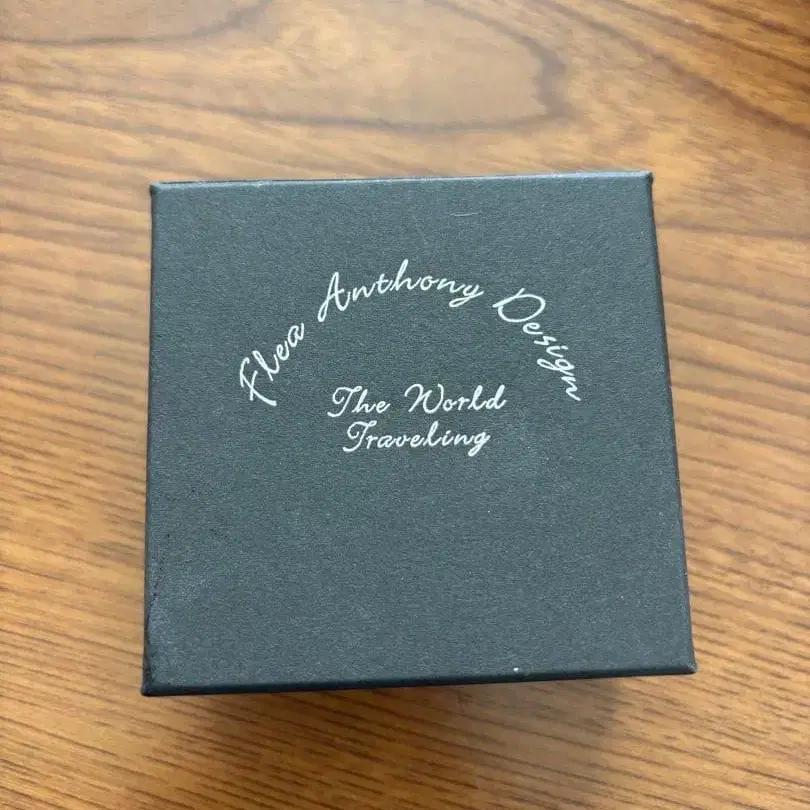 Flea Anthony Design
The World
Traveling